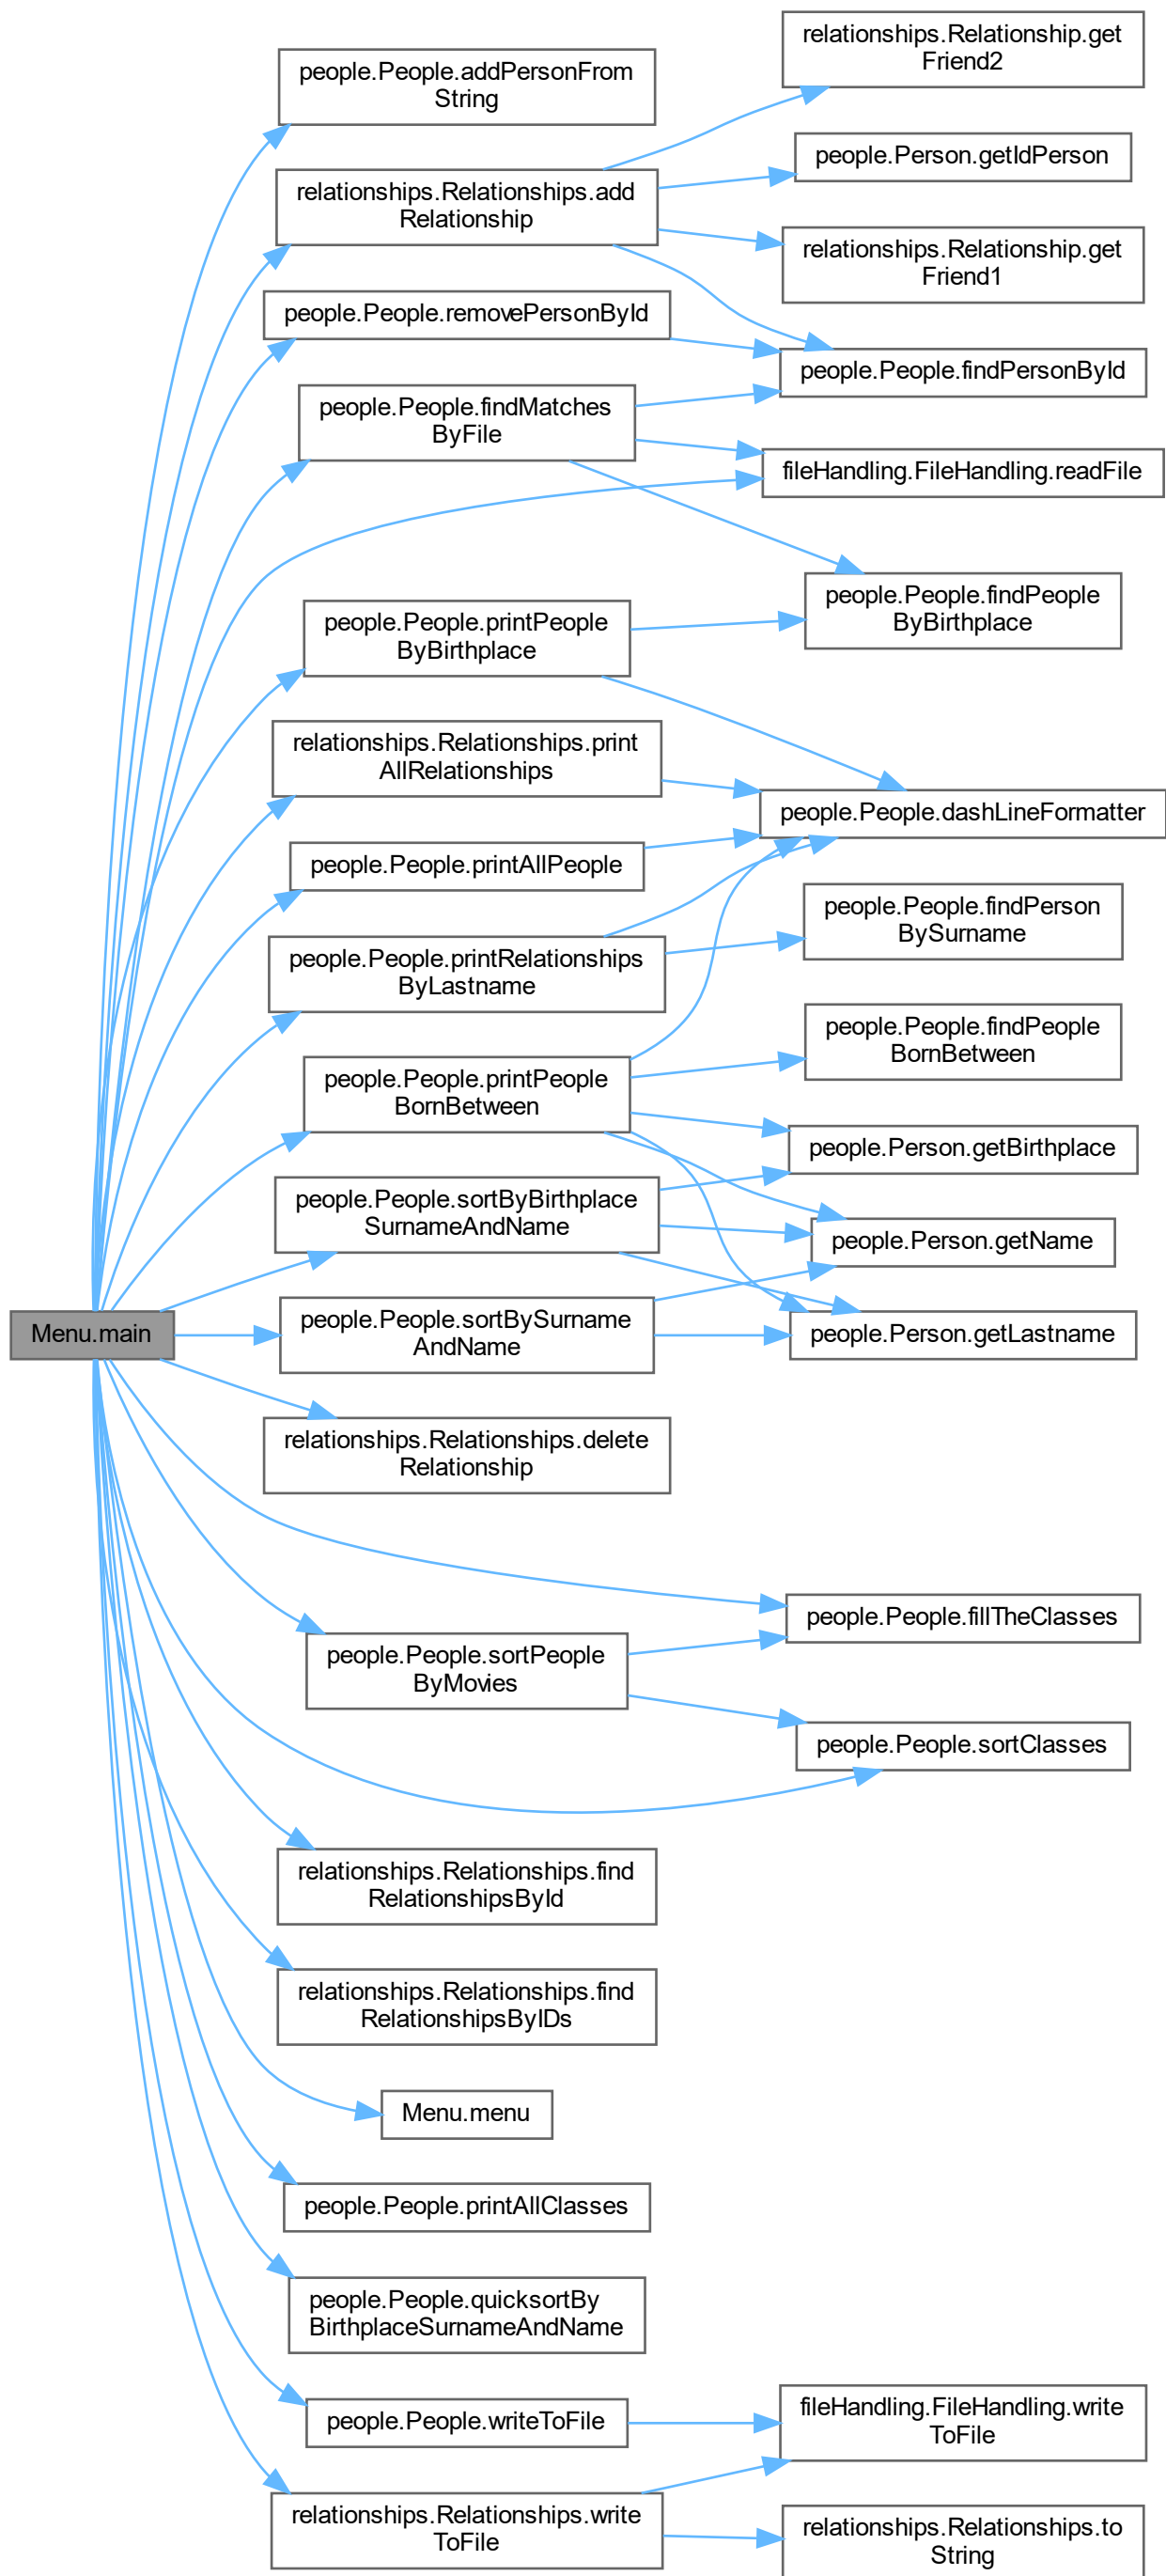 relationships.Relationship.get
Friend2
people.People.addPersonFrom
String
people.Person.getIdPerson
relationships.Relationships.add
Relationship
relationships.Relationship.get
Friend1
people.People.removePersonById
people.People.findPersonById
people.People.findMatches
ByFile
fileHandling.FileHandling.readFile
people.People.printPeople
ByBirthplace
people.People.findPeople
ByBirthplace
relationships.Relationships.print
AllRelationships
people.People.dashLineFormatter
people.People.printAllPeople
people.People.printRelationships
ByLastname
people.People.findPerson
BySurname
people.People.printPeople
BornBetween
people.People.findPeople
BornBetween
people.Person.getBirthplace
people.People.sortByBirthplace
SurnameAndName
people.Person.getName
Menu.main
people.People.sortBySurname
AndName
people.Person.getLastname
relationships.Relationships.delete
Relationship
people.People.fillTheClasses
people.People.sortPeople
ByMovies
people.People.sortClasses
relationships.Relationships.find
RelationshipsById
relationships.Relationships.find
RelationshipsByIDs
Menu.menu
people.People.printAllClasses
people.People.quicksortBy
BirthplaceSurnameAndName
people.People.writeToFile
fileHandling.FileHandling.write
ToFile
relationships.Relationships.write
ToFile
relationships.Relationships.to
String